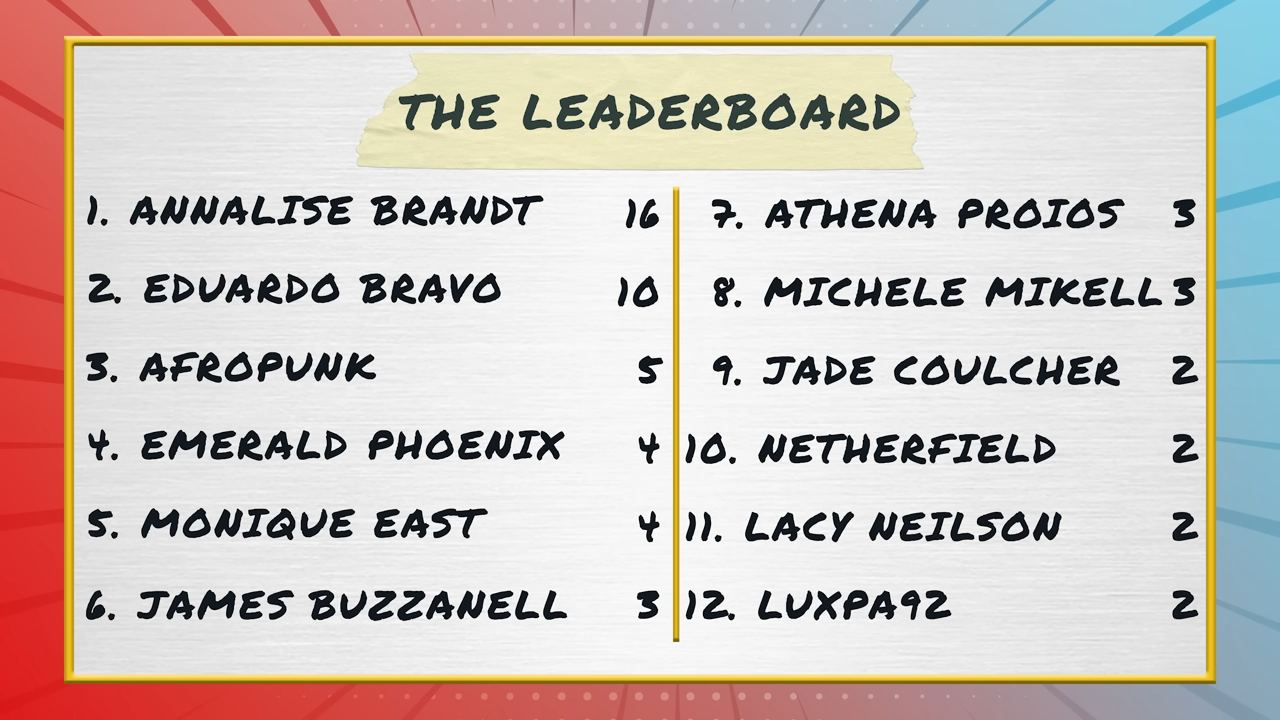 THE LEADERBOARD
1. ANNALISE BRANDT 16
2. EDUARDO BRAVO 10
3. AFROPUNK 5
4. EMERALD PHOENIX 4
5. MONIQUE EAST 4
6. JAMES BUZZANELL 3
7. ATHENA PROIOS 3
8. MICHELE MIKELL 3
9. JADE COULCHER 2
10. NETHERFIELD 2
11. LACY NEILSON 2
12. LUXPA92 2